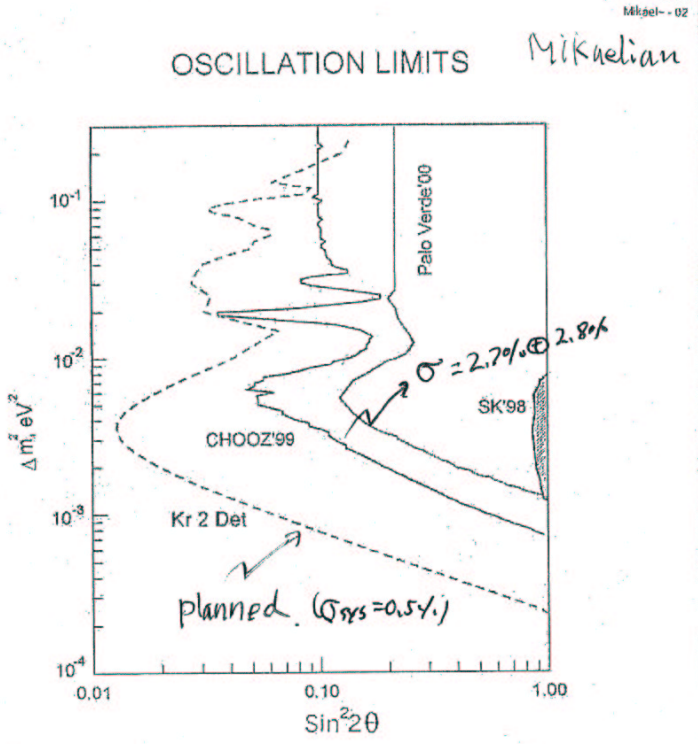 Mikael-- 02
Mikaelian
OSCILLATION LIMITS
10⁻¹
10⁻²
10⁻³
10⁻⁴
Δm², eV²
Palo Verde'00
σ = 2.7% ⊕ 2.8%
SK'98
CHOOZ'99
Kr 2 Det
planned. (σsys=0.5%)
0.01 0.10 1.00
Sin²2θ